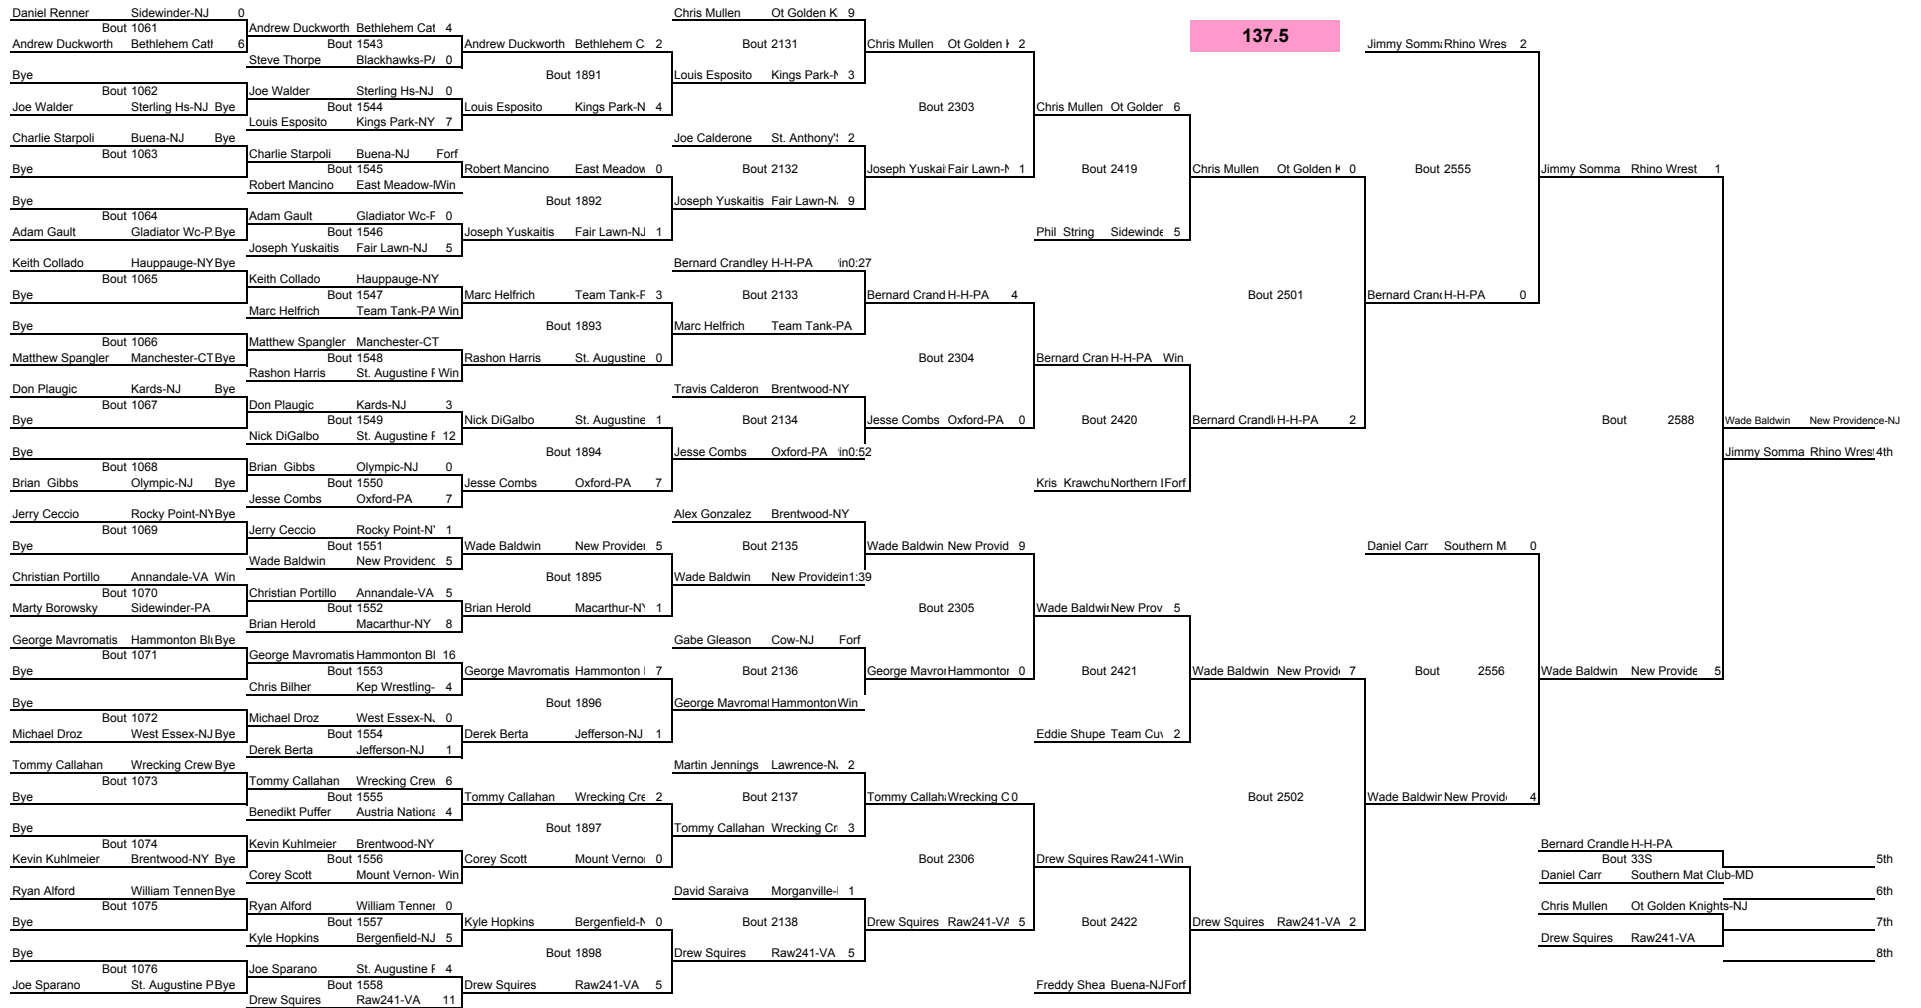 137.5
Daniel Renner Sidewinder-NJ 0
Bout 1061
Andrew Duckworth Bethlehem Cath 6
Bye
Bout 1062
Joe Walder Sterling Hs-NJ Bye
Charlie Starpoli Buena-NJ Bye
Bout 1063
Bye
Bye
Bout 1064
Adam Gault Gladiator Wc-P Bye
Keith Collado Hauppauge-NY Bye
Bout 1065
Bye
Bye
Bout 1066
Matthew Spangler Manchester-CT Bye
Don Plaugic Kards-NJ Bye
Bout 1067
Bye
Bye
Bout 1068
Brian Gibbs Olympic-NJ Bye
Jerry Ceccio Rocky Point-NY Bye
Bout 1069
Bye
Christian Portillo Annandale-VA Win
Bout 1070
Marty Borowsky Sidewinder-PA
George Mavromatis Hammonton Blu Bye
Bout 1071
Bye
Bye
Bout 1072
Michael Droz West Essex-NJ Bye
Tommy Callahan Wrecking Crew Bye
Bout 1073
Bye
Bye
Bout 1074
Kevin Kuhlmeier Brentwood-NY Bye
Ryan Alford William Tennen Bye
Bout 1075
Bye
Bye
Bout 1076
Joe Sparano St. Augustine P Bye
Andrew Duckworth Bethlehem Cat 4
Bout 1543
Steve Thorpe Blackhawks-PA 0
Joe Walder Sterling Hs-NJ 0
Bout 1544
Louis Esposito Kings Park-NY 7
Charlie Starpoli Buena-NJ Forf
Bout 1545
Robert Mancino East Meadow-N Win
Adam Gault Gladiator Wc-P 0
Bout 1546
Joseph Yuskaitis Fair Lawn-NJ 5
Keith Collado Hauppauge-NY
Bout 1547
Marc Helfrich Team Tank-PA Win
Matthew Spangler Manchester-CT
Bout 1548
Rashon Harris St. Augustine P Win
Don Plaugic Kards-NJ 3
Bout 1549
Nick DiGalbo St. Augustine P 12
Brian Gibbs Olympic-NJ 0
Bout 1550
Jesse Combs Oxford-PA 7
Jerry Ceccio Rocky Point-N 1
Bout 1551
Wade Baldwin New Providenc 5
Christian Portillo Annandale-VA 5
Bout 1552
Brian Herold Macarthur-NY 8
George Mavromatis Hammonton Bl 16
Bout 1553
Chris Bilher Kep Wrestling- 4
Michael Droz West Essex-NJ 0
Bout 1554
Derek Berta Jefferson-NJ 1
Tommy Callahan Wrecking Crew 6
Bout 1555
Benedikt Puffer Austria Nationa 4
Kevin Kuhlmeier Brentwood-NY
Bout 1556
Corey Scott Mount Vernon- Win
Ryan Alford William Tenner 0
Bout 1557
Kyle Hopkins Bergenfield-NJ 5
Joe Sparano St. Augustine P 4
Bout 1558
Drew Squires Raw241-VA 11
Andrew Duckworth Bethlehem C 2
Bout 1891
Louis Esposito Kings Park-N 4
Robert Mancino East Meadow 0
Bout 1892
Joseph Yuskaitis Fair Lawn-NJ 1
Marc Helfrich Team Tank-P 3
Bout 1893
Rashon Harris St. Augustine 0
Nick DiGalbo St. Augustine 1
Bout 1894
Jesse Combs Oxford-PA 7
Wade Baldwin New Provider 5
Bout 1895
Brian Herold Macarthur-NY 1
George Mavromatis Hammonton 7
Bout 1896
Derek Berta Jefferson-NJ 1
Tommy Callahan Wrecking Cre 2
Bout 1897
Corey Scott Mount Vernon 0
Kyle Hopkins Bergenfield-N 0
Bout 1898
Drew Squires Raw241-VA 5
Chris Mullen Ot Golden K 9
Bout 2131
Louis Esposito Kings Park-N 3
Joe Calderone St. Anthony's 2
Bout 2132
Joseph Yuskaitis Fair Lawn-NJ 9
Bernard Crandley H-H-PA in0:27
Bout 2133
Marc Helfrich Team Tank-PA
Travis Calderon Brentwood-NY
Bout 2134
Jesse Combs Oxford-PA in0:52
Alex Gonzalez Brentwood-NY
Bout 2135
Wade Baldwin New Provide in1:39
Gabe Gleason Cow-NJ Forf
Bout 2136
George Mavromat Hammonton Win
Martin Jennings Lawrence-NJ 2
Bout 2137
Tommy Callahan Wrecking Cr 3
David Saraiva Morganville- 1
Bout 2138
Drew Squires Raw241-VA 5
Chris Mullen Ot Golden K 2
Bout 2303
Joseph Yuskai Fair Lawn-N 1
Bernard Crand H-H-PA 4
Bout 2304
Jesse Combs Oxford-PA 0
Wade Baldwin New Provid 9
Bout 2305
George Mavror Hammontor 0
Tommy Callaha Wrecking C 0
Bout 2306
Drew Squires Raw241-VA 5
Chris Mullen Ot Golder 6
Bout 2419
Phil String Sidewinde 5
Bernard Cran H-H-PA Win
Bout 2420
Kris Krawchu Northern I Forf
Wade Baldwir New Prov 5
Bout 2421
Eddie Shupe Team Cu 2
Drew Squires Raw241-V Win
Bout 2422
Freddy Shea Buena-NJ Forf
Chris Mullen Ot Golden K 0
Bout 2501
Bernard Crandl H-H-PA 2
Wade Baldwin New Provid 7
Bout 2502
Drew Squires Raw241-VA 2
Jimmy Somma Rhino Wres 2
Bout 2555
Bernard Cranc H-H-PA 0
Daniel Carr Southern M 0
Bout 2556
Wade Baldwir New Provid 4
Jimmy Somma Rhino Wrest 1
Bout 2588
Wade Baldwin New Provide 5
Wade Baldwin New Providence-NJ
Jimmy Somma Rhino Wrest 4th
Bernard Crandle H-H-PA
Bout 33S
5th
Daniel Carr Southern Mat Club-MD
6th
Chris Mullen Ot Golden Knights-NJ
7th
Drew Squires Raw241-VA
8th